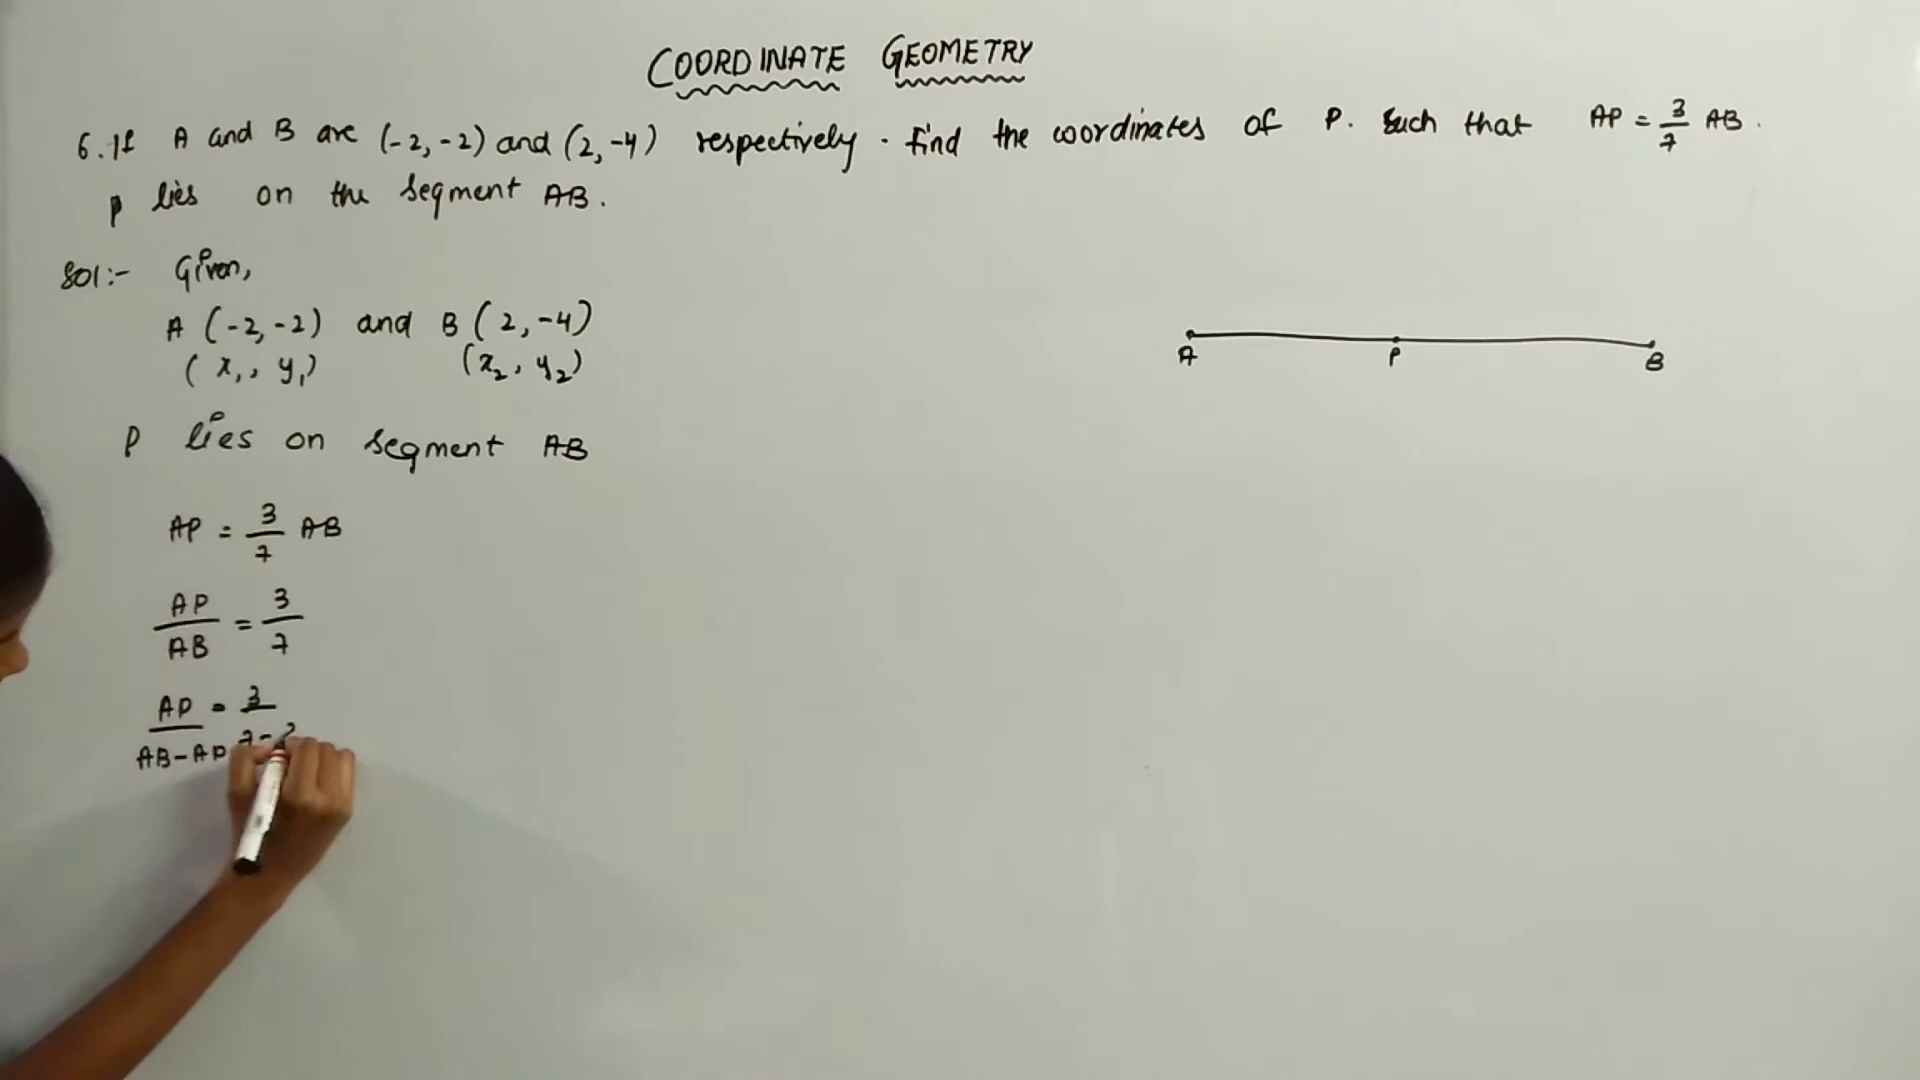 COORDINATE GEOMETRY
6. If A and B are (-2, -2) and (2, -4) respectively. find the coordinates of P. Such that AP = 3/7 AB.
P lies on the segment AB.
Sol:- Given,
A (-2, -2) and B (2, -4)
(x₁, y₁) (x₂, y₂)
A P B
P lies on segment AB
AP = 3/7 AB
AP/AB = 3/7
AP/AB-AP = 3/7-3